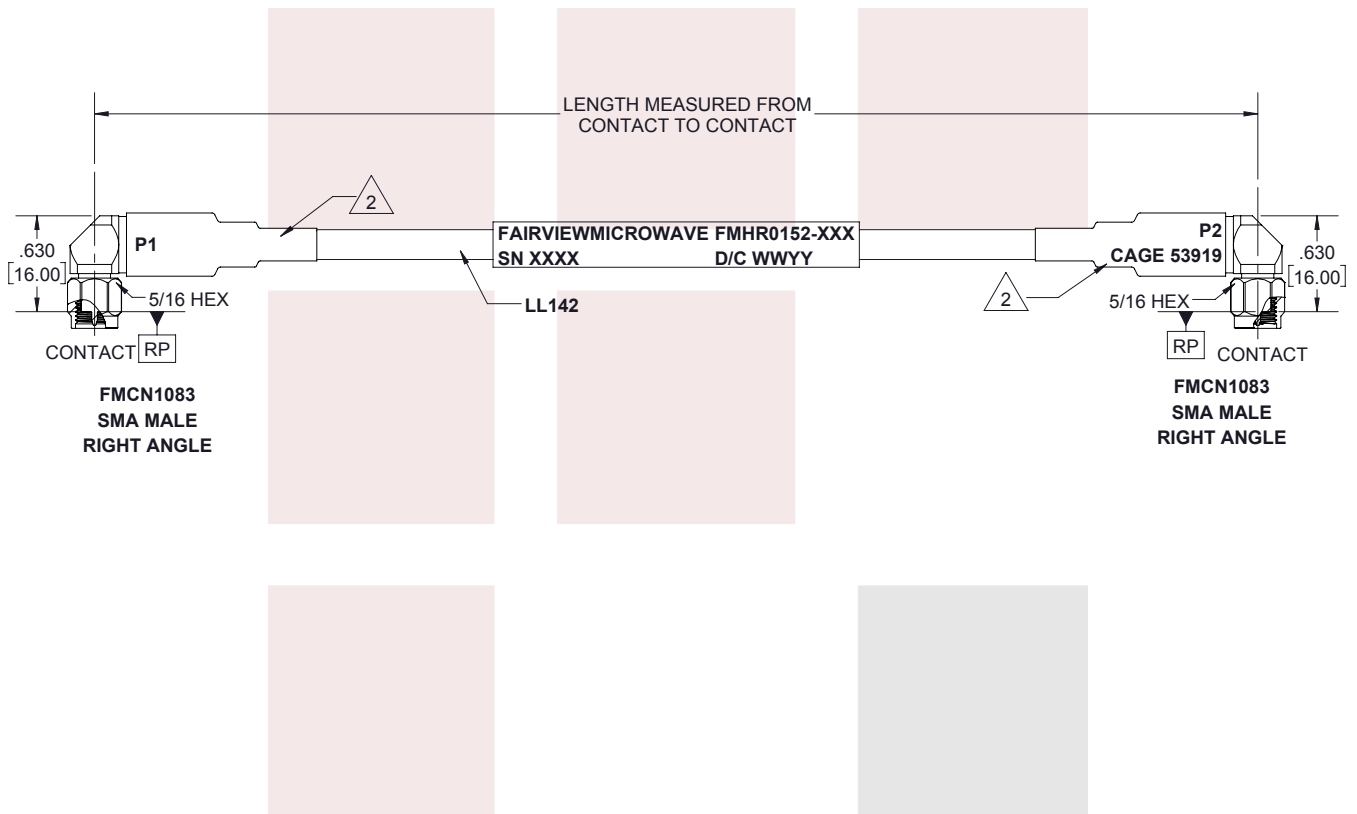 LENGTH MEASURED FROM
CONTACT TO CONTACT
2
.630
[16.00]
P1
FAIRVIEWMICROWAVE FMHR0152-XXX
SN XXXX D/C WWYY
P2
CAGE 53919
.630
[16.00]
5/16 HEX
LL142
2
5/16 HEX
CONTACT
RP
RP
CONTACT
FMCN1083
SMA MALE
RIGHT ANGLE
FMCN1083
SMA MALE
RIGHT ANGLE